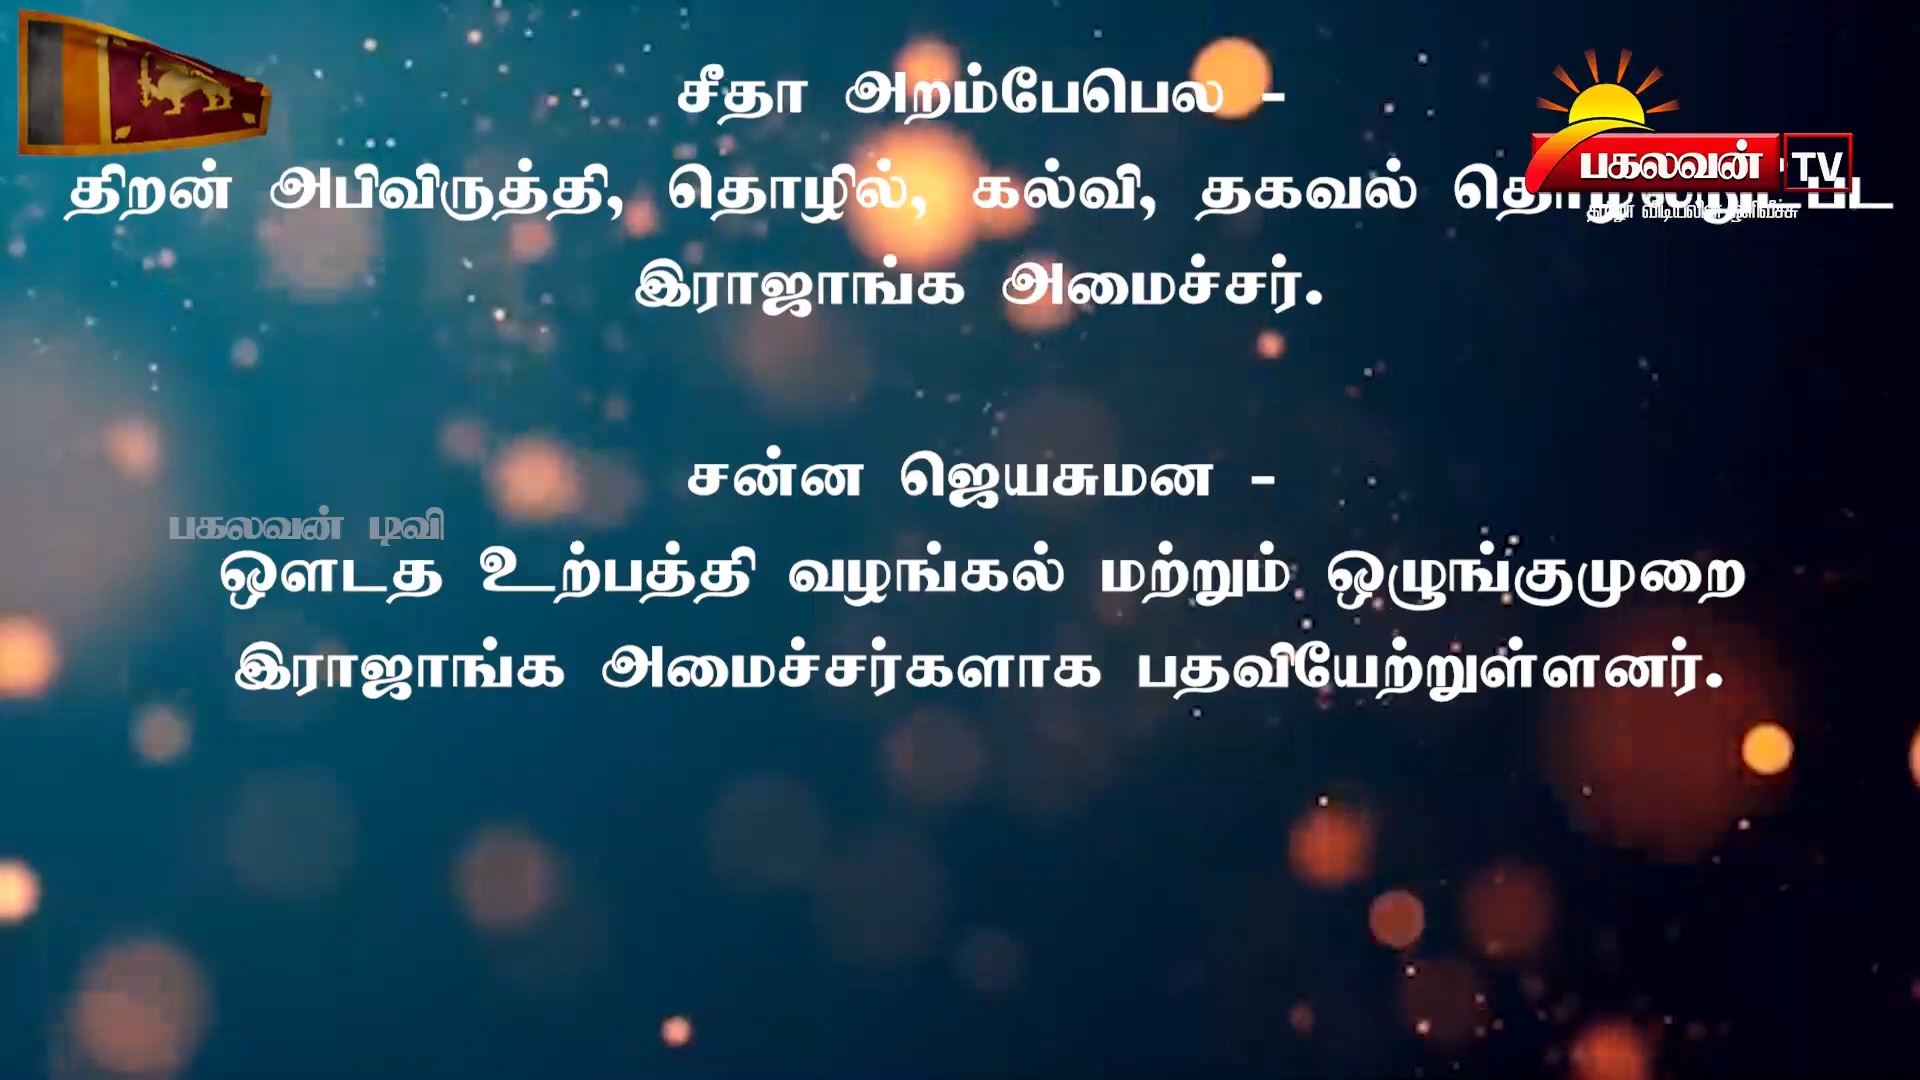 சீதா அறம்பேபெல -
திறன் அபிவிருத்தி, தொழில், கல்வி, தகவல்
இராஜாங்க அமைச்சர்.
சன்ன ஜெயசுமன -
ஔடத உற்பத்தி வழங்கல் மற்றும் ஒழுங்குமுறை
இராஜாங்க அமைச்சர்களாக பதவியேற்றுள்ளனர்.
பகலவன் TV
பகலவன் டிவி